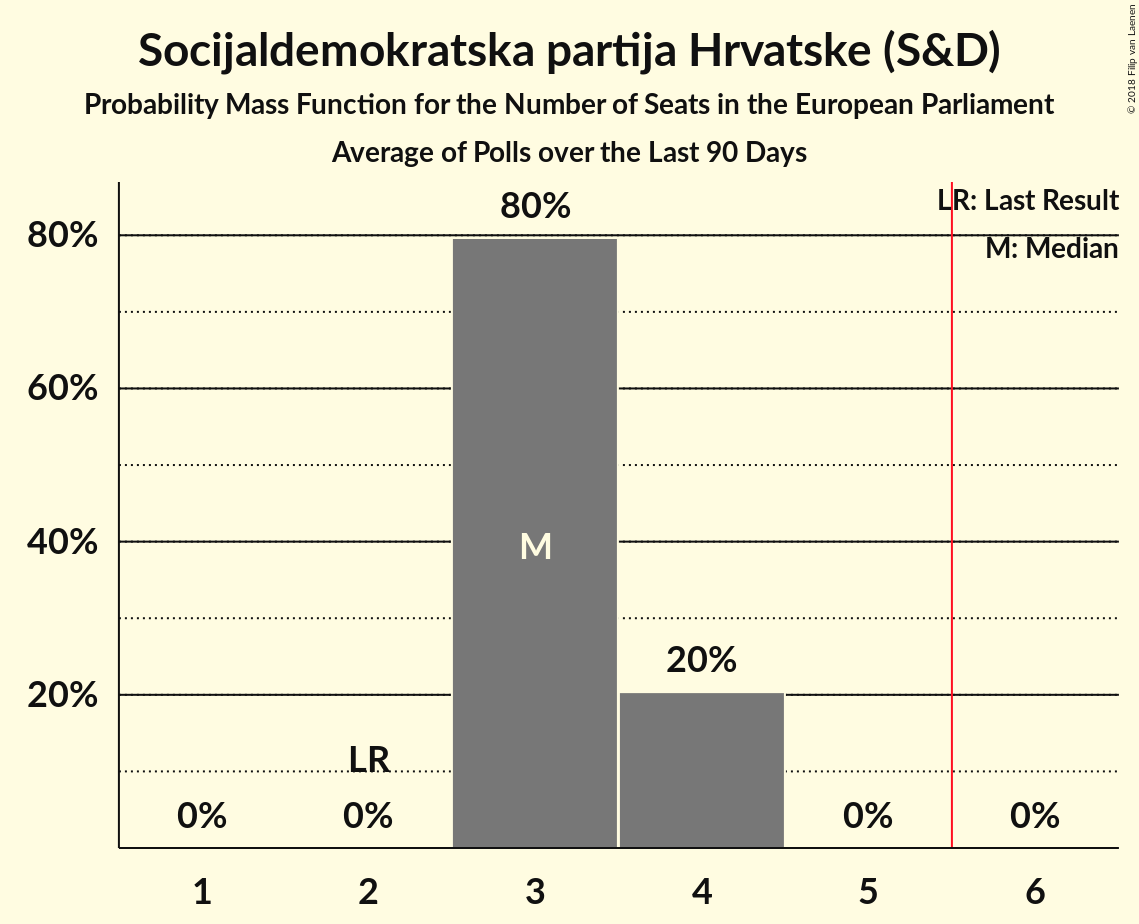 Socijaldemokratska partija Hrvatske (S&D)
Probability Mass Function for the Number of Seats in the European Parliament
Average of Polls over the Last 90 Days
© 2018 Filip van Laenen
LR: Last Result
M: Median
80%
60%
40%
20%
0%
LR
0%
80%
M
20%
0%
0%
1 2 3 4 5 6